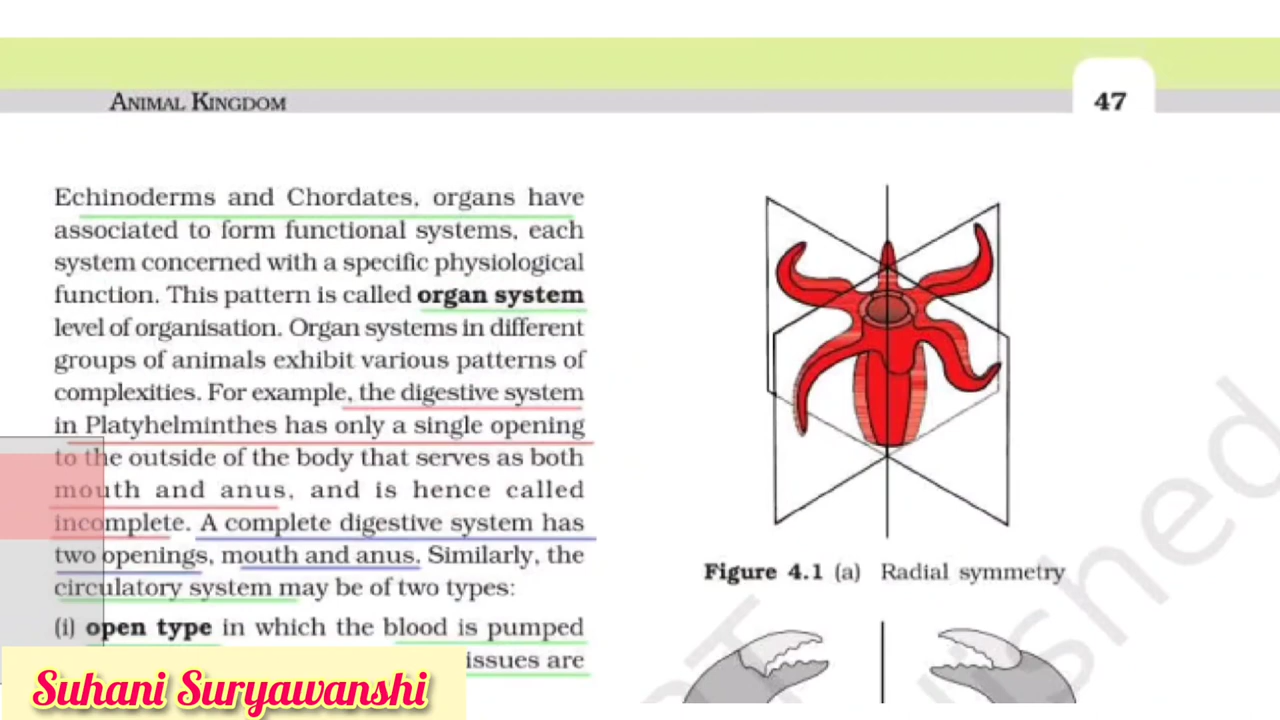 ANIMAL KINGDOM
47
Echinoderms and Chordates, organs have
associated to form functional systems, each
system concerned with a specific physiological
function. This pattern is called organ system
level of organisation. Organ systems in different
groups of animals exhibit various patterns of
complexities. For example, the digestive system
in Platyhelminthes has only a single opening
to the outside of the body that serves as both
mouth and anus, and is hence called
incomplete. A complete digestive system has
two openings, mouth and anus. Similarly, the
circulatory system may be of two types:
(i) open type in which the blood is pumped
issues are
Figure 4.1 (a) Radial symmetry
shed
Suhani Suryawanshi